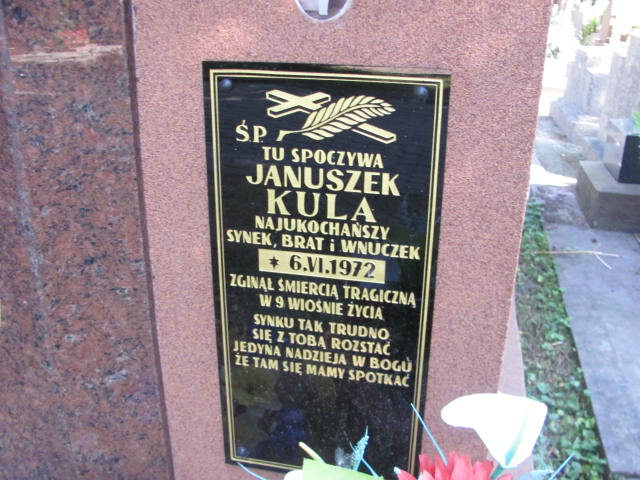 Ś.P.
TU SPOCZYWA
JANUSZEK
KULA
NAJUKOCHAŃSZY
SYNEK, BRAT i WNUCZEK
* 6.VI.1972
ZGINĄŁ ŚMIERCIĄ TRAGICZNĄ
W 9 WIOŚNIE ŻYCIA
SYNKU TAK TRUDNO
SIĘ Z TOBĄ ROZSTAĆ
JEDYNA NADZIEJA W BOGU
ŻE TAM SIĘ MAMY SPOTKAĆ